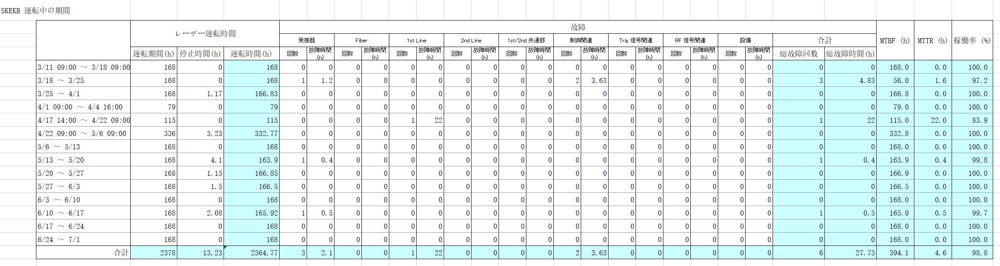 SKEKB 運転中の期間
レーザー運転時間 故障
発振器 Fiber 1st Line 2nd Line 1st/2nd 共通部 制御関連 Trig 信号関連 RF 信号関連 設備 合計 MTBF (h) MTTR (h) 稼働率 (%)
運転期間(h) 停止時間(h) 運転時間(h) 回数 故障時間(h) 回数 故障時間(h) 回数 故障時間(h) 回数 故障時間(h) 回数 故障時間(h) 回数 故障時間(h) 回数 故障時間(h) 回数 故障時間(h) 回数 故障時間(h) 総故障回数 総故障時間(h)
3/11 09:00 ～ 3/18 09:00 168 0 168 0 0 0 0 0 0 0 0 0 0 0 0 0 0 0 0 0 0 0 0 168.0 0.0 100.0
3/18 ～ 3/25 168 0 168 1 1.2 0 0 0 0 0 0 0 0 2 3.63 0 0 0 0 0 0 3 4.83 56.0 1.6 97.2
3/25 ～ 4/1 168 1.17 166.83 0 0 0 0 0 0 0 0 0 0 0 0 0 0 0 0 0 0 0 0 166.8 0.0 100.0
4/1 09:00 ～ 4/4 16:00 79 0 79 0 0 0 0 0 0 0 0 0 0 0 0 0 0 0 0 0 0 0 0 79.0 0.0 100.0
4/17 14:00 ～ 4/22 09:00 115 0 115 0 0 0 0 1 22 0 0 0 0 0 0 0 0 0 0 0 0 1 22 115.0 22.0 83.9
4/22 09:00 ～ 5/6 09:00 336 3.23 332.77 0 0 0 0 0 0 0 0 0 0 0 0 0 0 0 0 0 0 0 0 332.8 0.0 100.0
5/6 ～ 5/13 168 0 168 0 0 0 0 0 0 0 0 0 0 0 0 0 0 0 0 0 0 0 0 168.0 0.0 100.0
5/13 ～ 5/20 168 4.1 163.9 1 0.4 0 0 0 0 0 0 0 0 0 0 0 0 0 0 0 0 1 0.4 163.9 0.4 99.8
5/20 ～ 5/27 168 1.15 166.85 0 0 0 0 0 0 0 0 0 0 0 0 0 0 0 0 0 0 0 0 166.9 0.0 100.0
5/27 ～ 6/3 168 1.5 166.5 0 0 0 0 0 0 0 0 0 0 0 0 0 0 0 0 0 0 0 0 166.5 0.0 100.0
6/3 ～ 6/10 168 0 168 0 0 0 0 0 0 0 0 0 0 0 0 0 0 0 0 0 0 0 0 168.0 0.0 100.0
6/10 ～ 6/17 168 2.08 165.92 1 0.5 0 0 0 0 0 0 0 0 0 0 0 0 0 0 0 0 1 0.5 165.9 0.5 99.7
6/17 ～ 6/24 168 0 168 0 0 0 0 0 0 0 0 0 0 0 0 0 0 0 0 0 0 0 0 168.0 0.0 100.0
6/24 ～ 7/1 168 0 168 0 0 0 0 0 0 0 0 0 0 0 0 0 0 0 0 0 0 0 0 168.0 0.0 100.0
合計 2378 13.23 2364.77 3 2.1 0 0 1 22 0 0 0 0 2 3.63 0 0 0 0 0 0 6 27.73 394.1 4.6 98.8